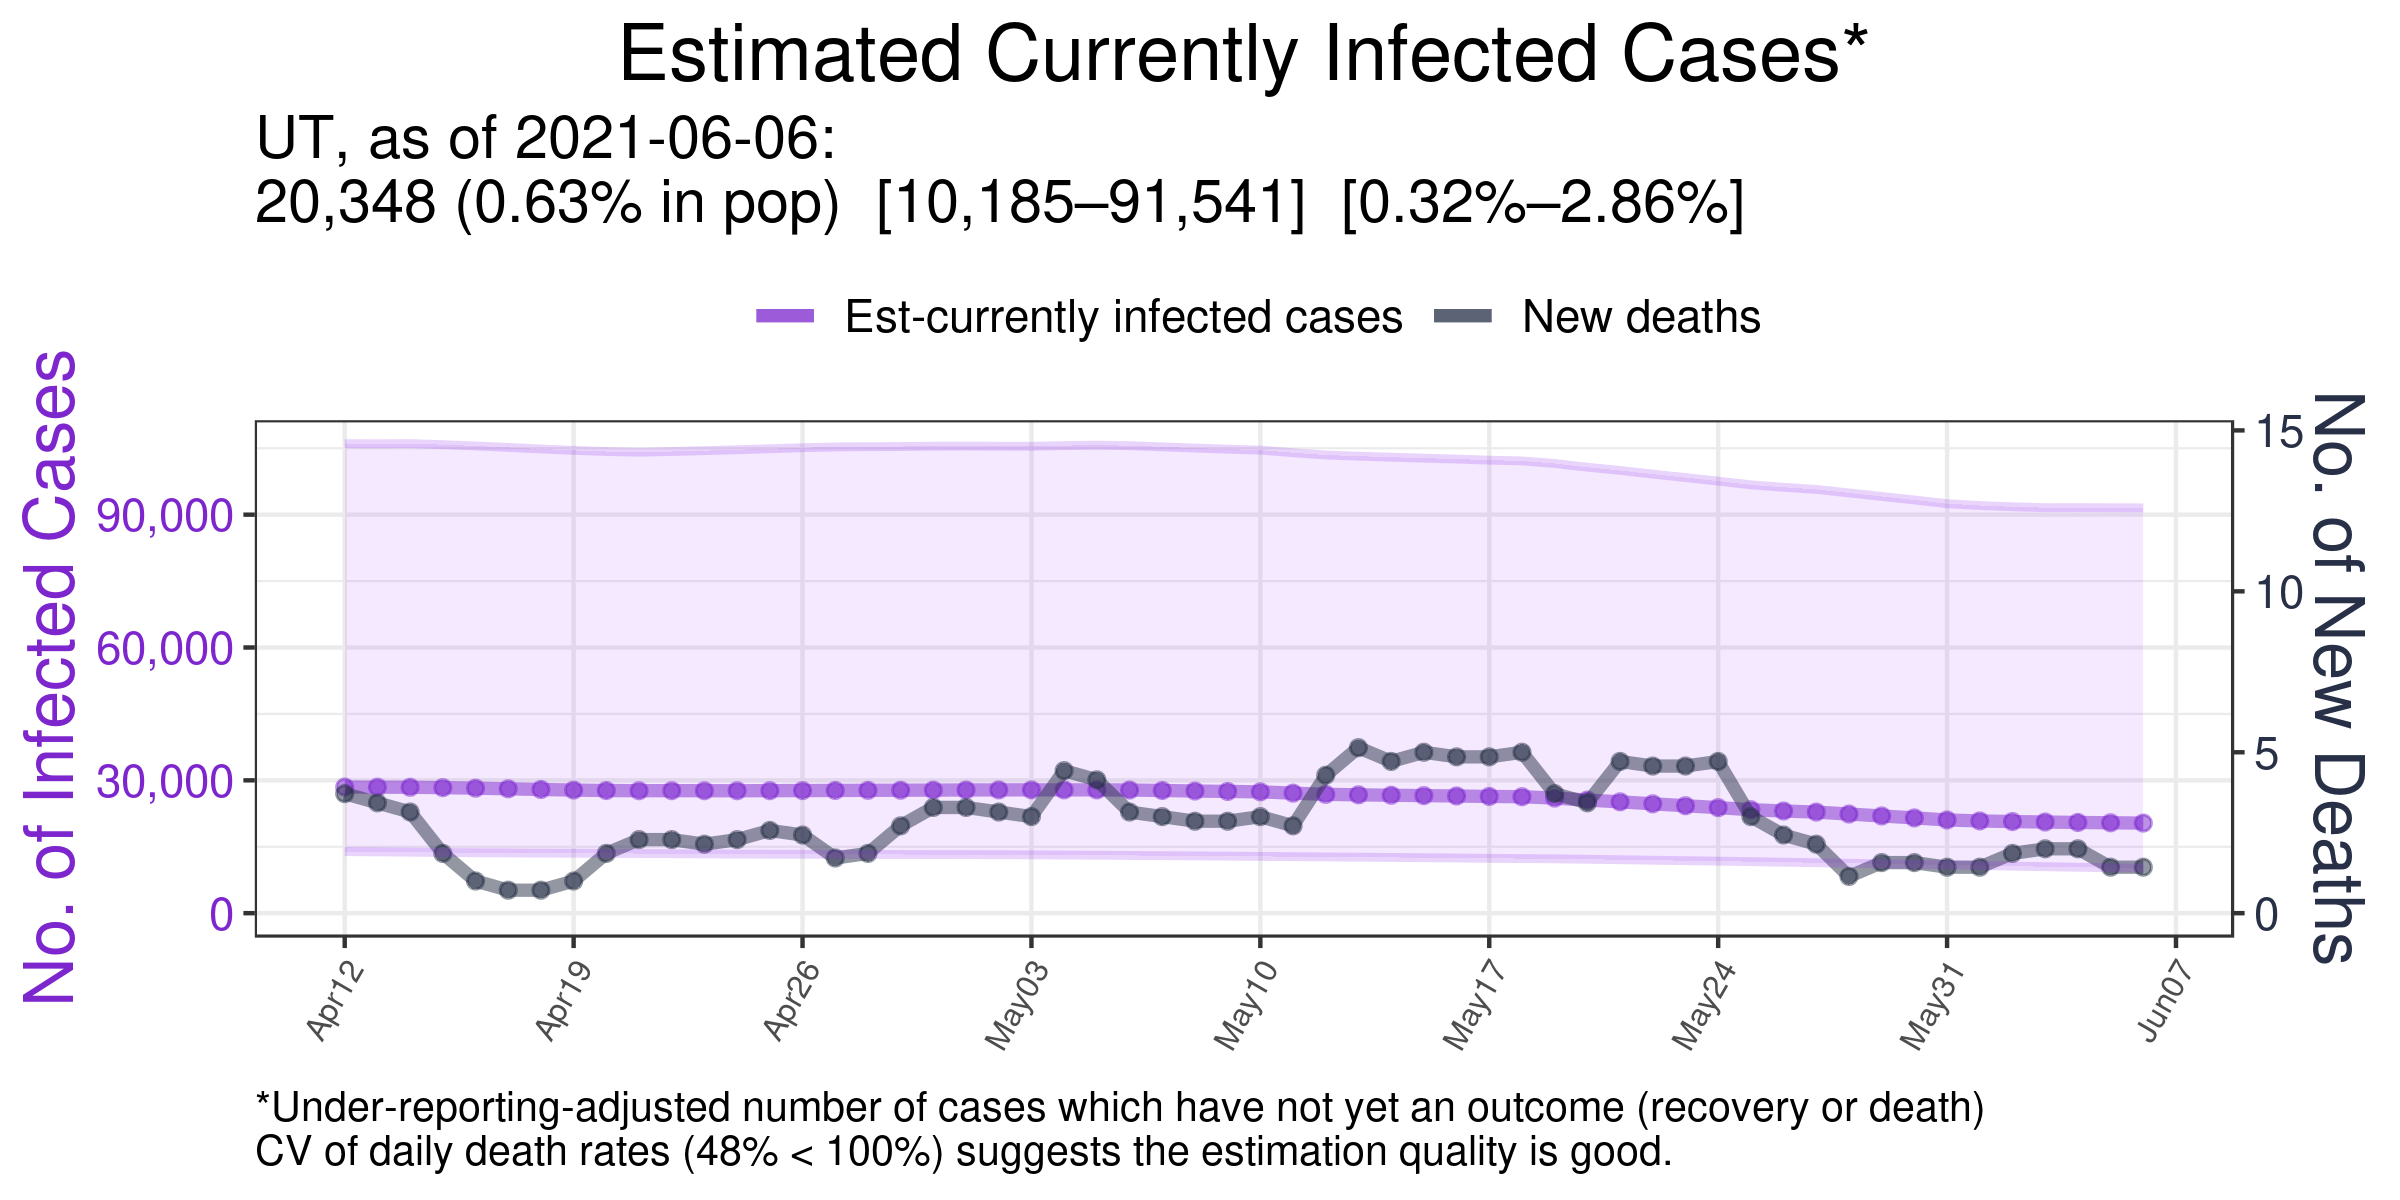 Estimated Currently Infected Cases*
UT, as of 2021-06-06:
20,348 (0.63% in pop)  [10,185–91,541]  [0.32%–2.86%]
Est-currently infected cases
New deaths
No. of Infected Cases
90,000
60,000
30,000
0
15
10
5
0
No. of New Deaths
Apr12
Apr19
Apr26
May03
May10
May17
May24
May31
Jun07
*Under-reporting-adjusted number of cases which have not yet an outcome (recovery or death)
CV of daily death rates (48% < 100%) suggests the estimation quality is good.